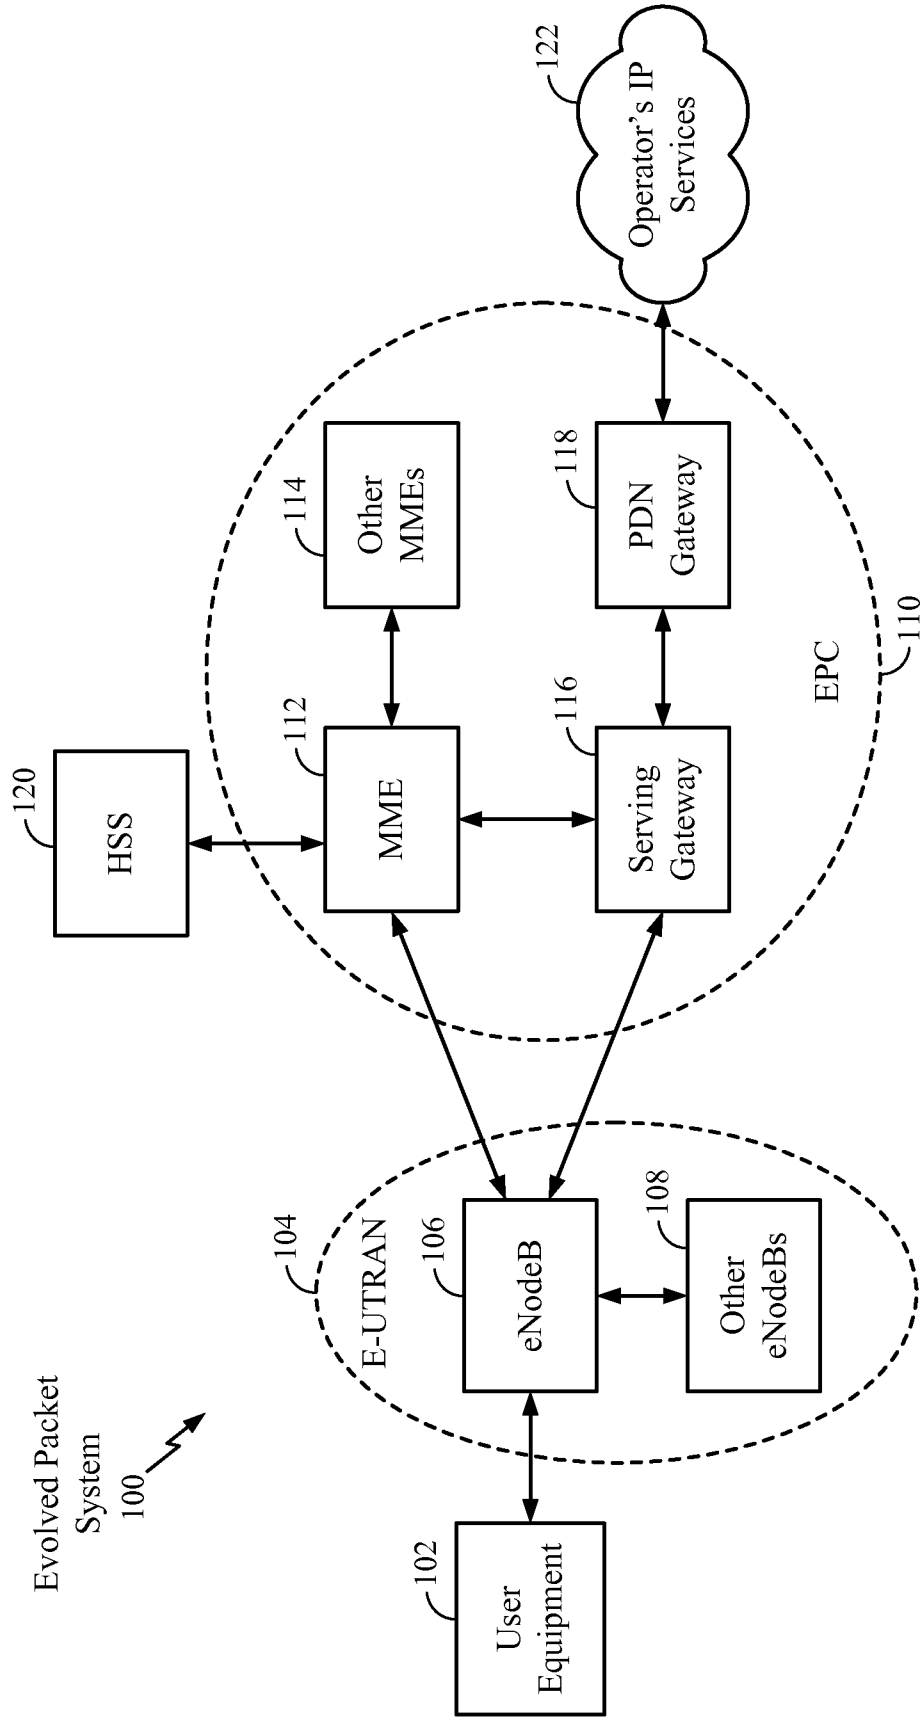 Evolved Packet
System
100
102
User
Equipment
104
E-UTRAN
106
eNodeB
108
Other
eNodeBs
120
HSS
112
MME
114
Other
MMEs
116
Serving
Gateway
118
PDN
Gateway
EPC
110
122
Operator's IP
Services